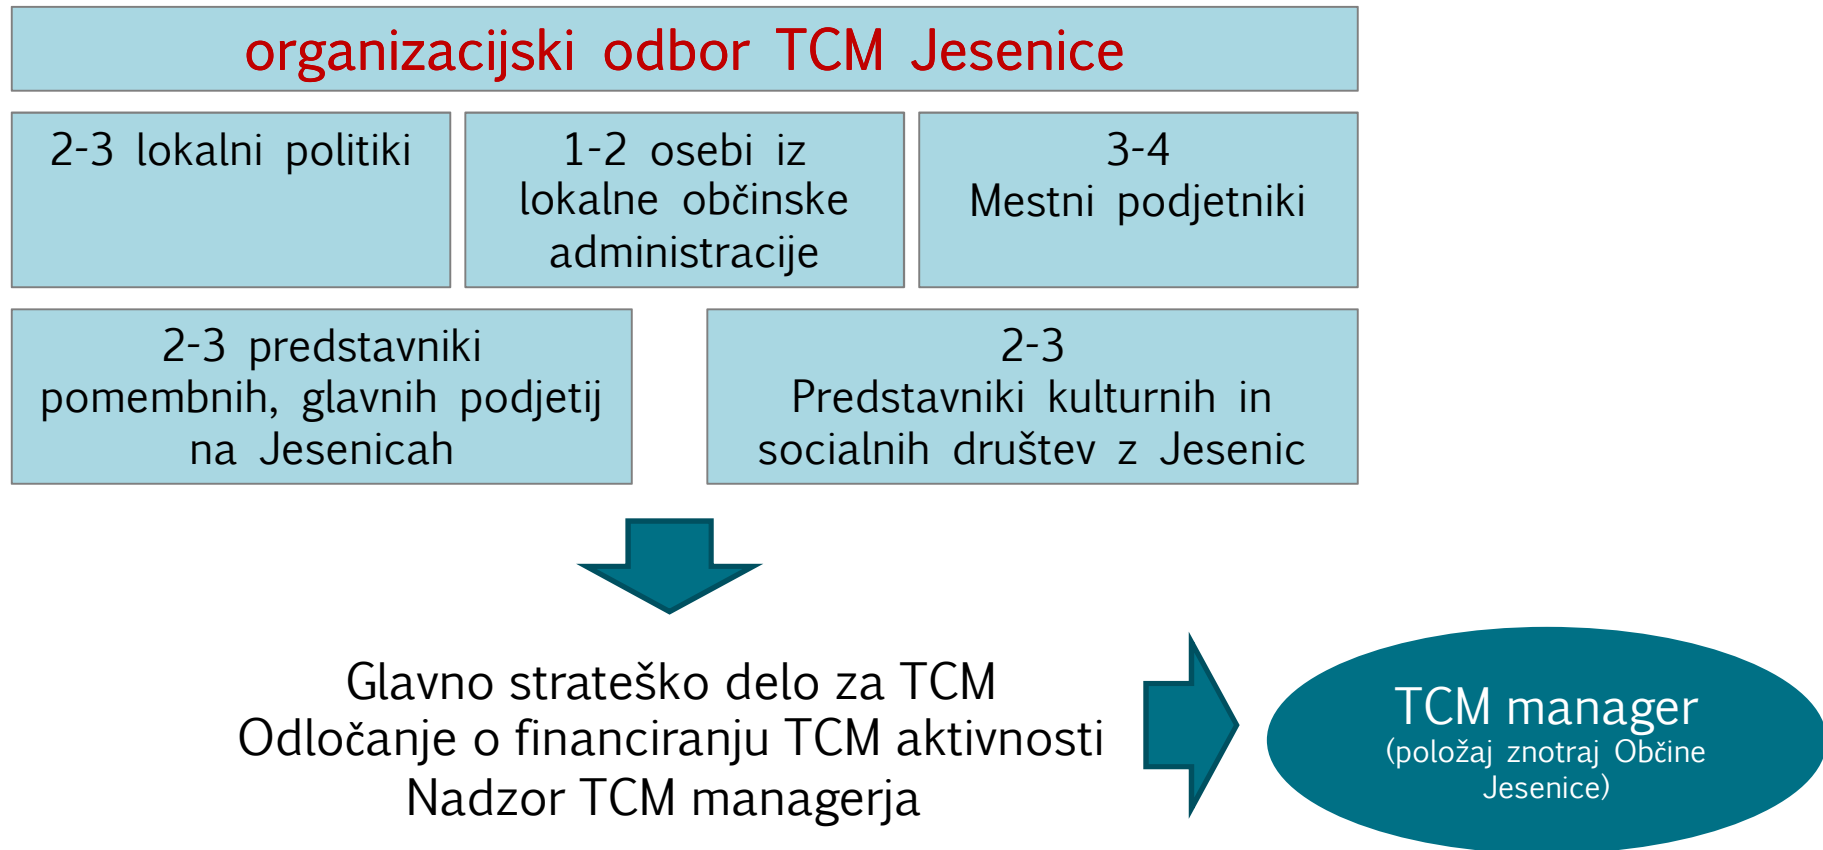 organizacijski odbor TCM Jesenice
2-3 lokalni politiki
1-2 osebi iz
lokalne občinske
administracije
3-4
Mestni podjetniki
2-3 predstavniki
pomembnih, glavnih podjetij
na Jesenicah
2-3
Predstavniki kulturnih in
socialnih društev z Jesenic
Glavno strateško delo za TCM
Odločanje o financiranju TCM aktivnosti
Nadzor TCM managerja
TCM manager
(položaj znotraj Občine
Jesenice)